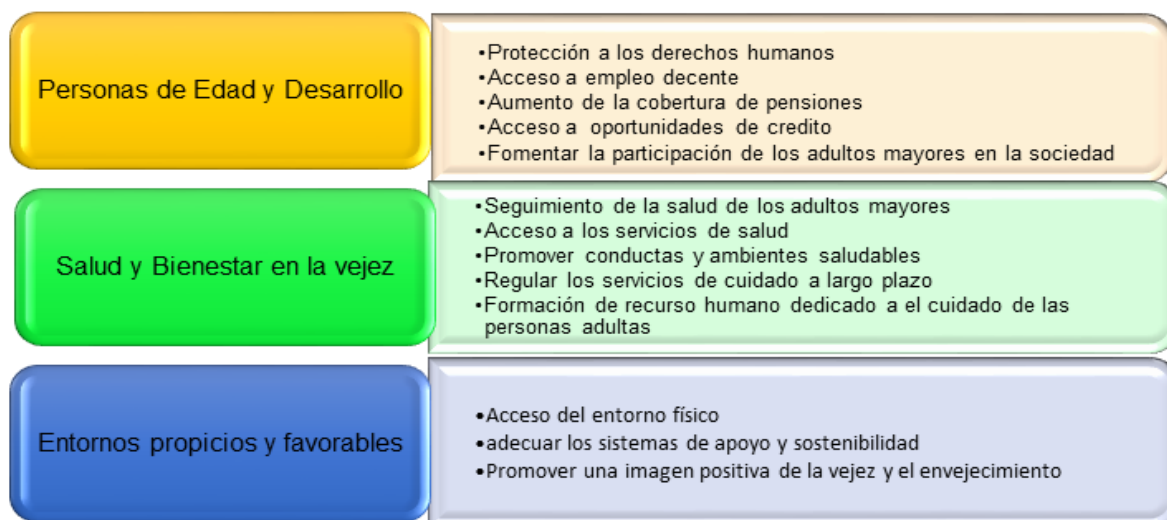 Personas de Edad y Desarrollo
•Protección a los derechos humanos
•Acceso a empleo decente
•Aumento de la cobertura de pensiones
•Acceso a oportunidades de credito
•Fomentar la participación de los adultos mayores en la sociedad
Salud y Bienestar en la vejez
•Seguimiento de la salud de los adultos mayores
•Acceso a los servicios de salud
•Promover conductas y ambientes saludables
•Regular los servicios de cuidado a largo plazo
•Formación de recurso humano dedicado a el cuidado de las
personas adultas
Entornos propicios y favorables
•Acceso del entorno físico
•adecuar los sistemas de apoyo y sostenibilidad
•Promover una imagen positiva de la vejez y el envejecimiento